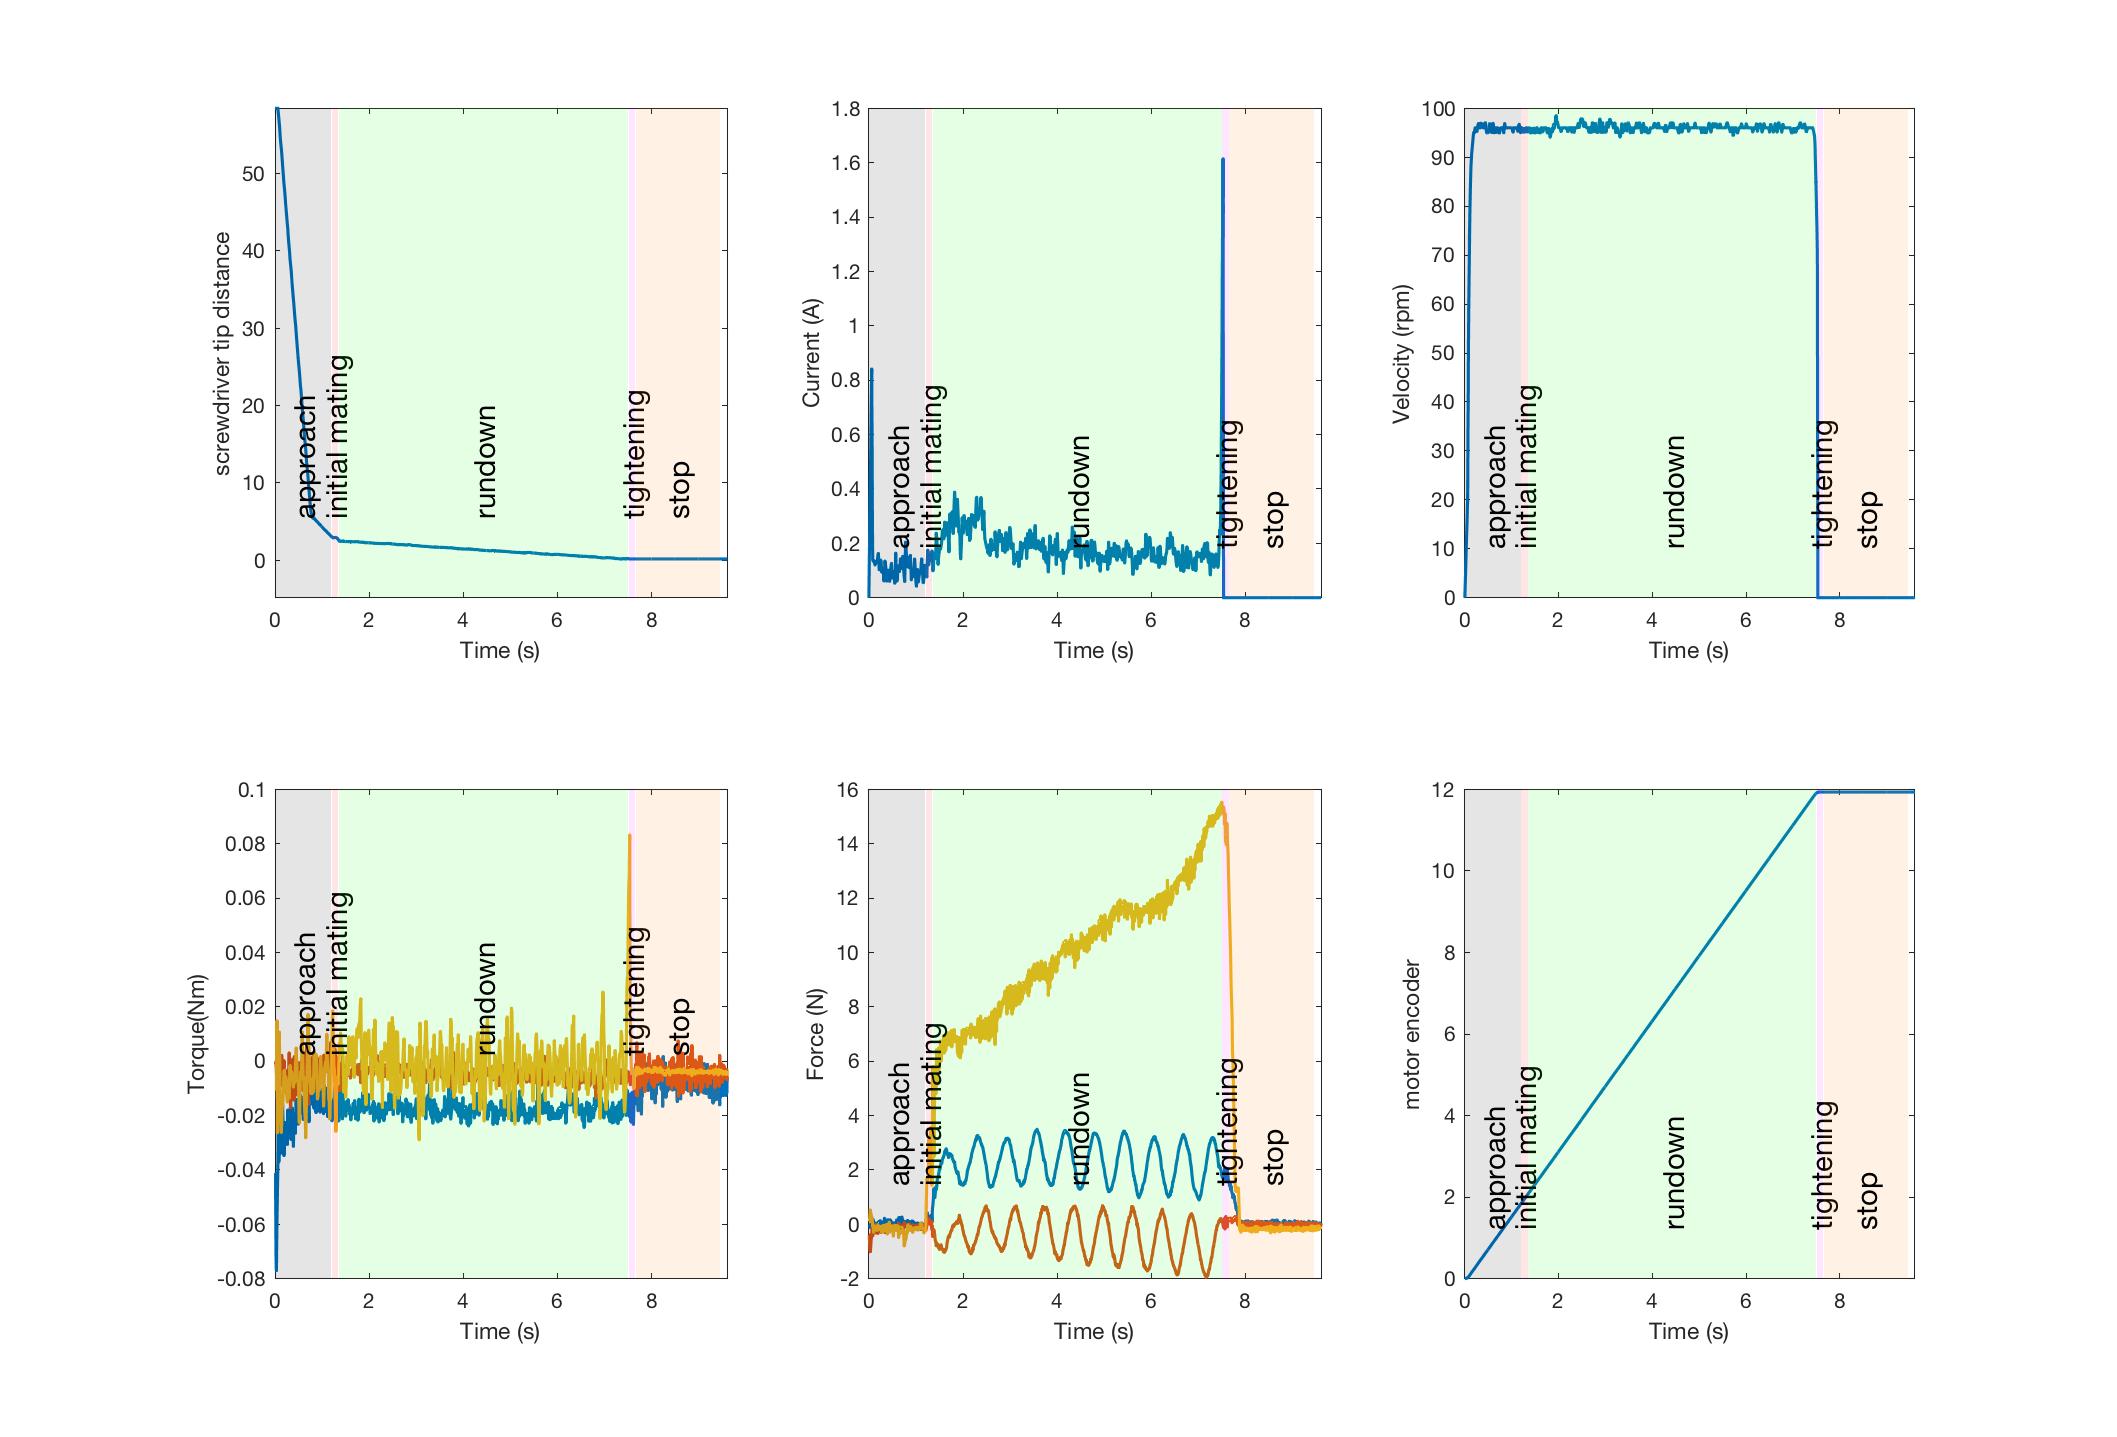 screwdriver tip distance
50
40
30
20
10
0
approach
initial mating
rundown
tightening
stop
0 2 4 6 8
Time (s)
Current (A)
1.8
1.6
1.4
1.2
1
0.8
0.6
0.4
0.2
0
approach
initial mating
rundown
tightening
stop
0 2 4 6 8
Time (s)
Velocity (rpm)
100
90
80
70
60
50
40
30
20
10
0
approach
initial mating
rundown
tightening
stop
0 2 4 6 8
Time (s)
Torque(Nm)
0.1
0.08
0.06
0.04
0.02
0
-0.02
-0.04
-0.06
-0.08
approach
initial mating
rundown
tightening
stop
0 2 4 6 8
Time (s)
Force (N)
16
14
12
10
8
6
4
2
0
-2
approach
initial mating
rundown
tightening
stop
0 2 4 6 8
Time (s)
motor encoder
12
10
8
6
4
2
0
approach
initial mating
rundown
tightening
stop
0 2 4 6 8
Time (s)